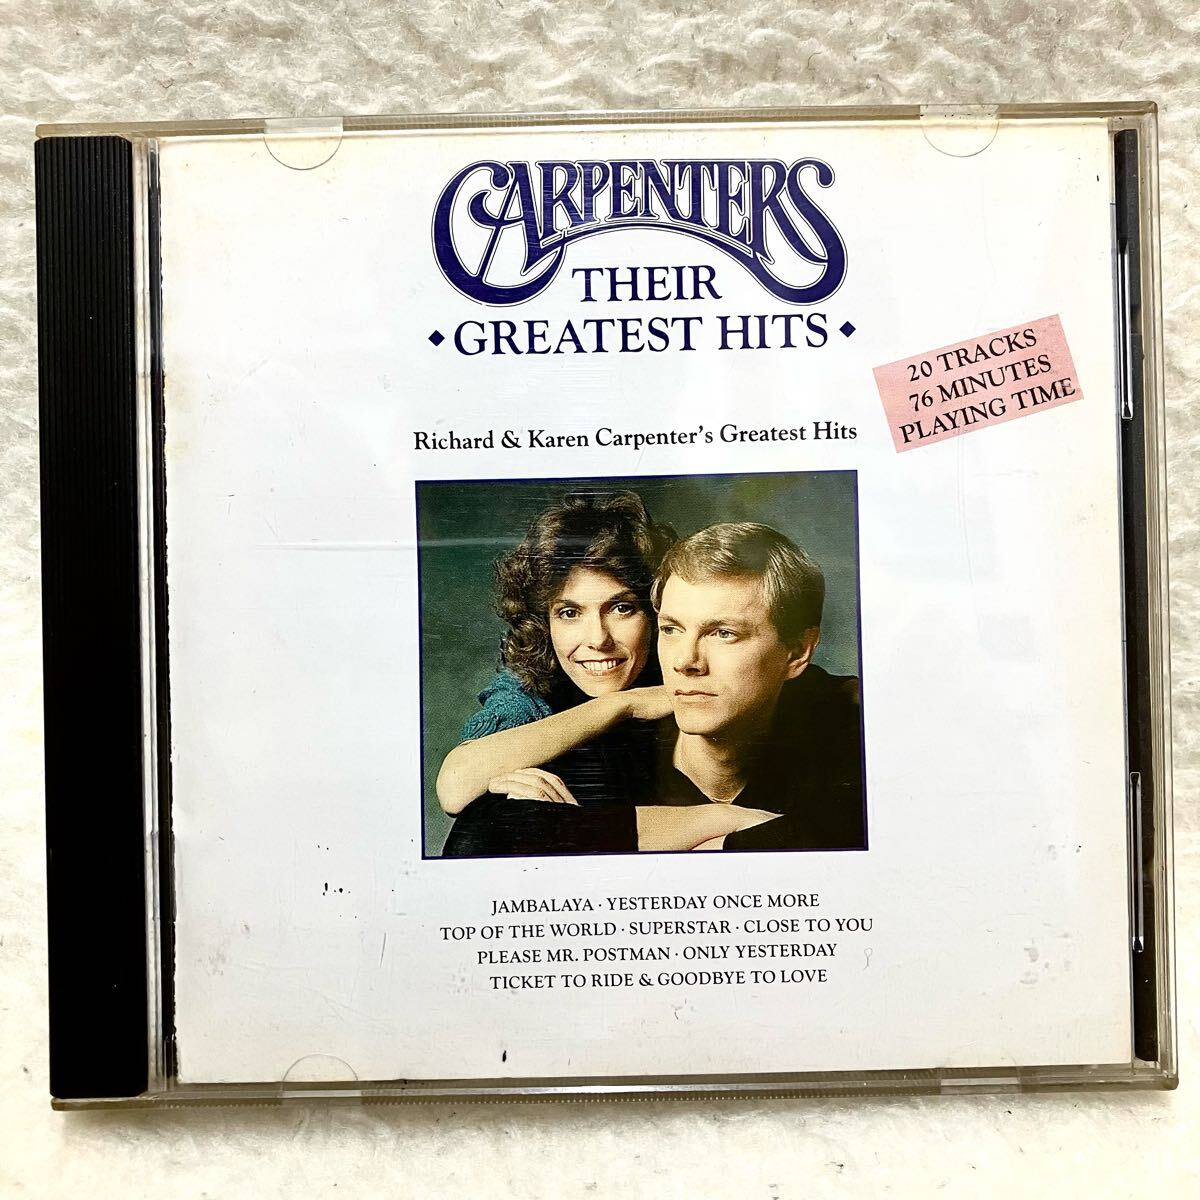 CARPENTERS
THEIR
◆ GREATEST HITS ◆
20 TRACKS
76 MINUTES
PLAYING TIME
Richard & Karen Carpenter's Greatest Hits
JAMBALAYA · YESTERDAY ONCE MORE
TOP OF THE WORLD · SUPERSTAR · CLOSE TO YOU
PLEASE MR. POSTMAN · ONLY YESTERDAY
TICKET TO RIDE & GOODBYE TO LOVE